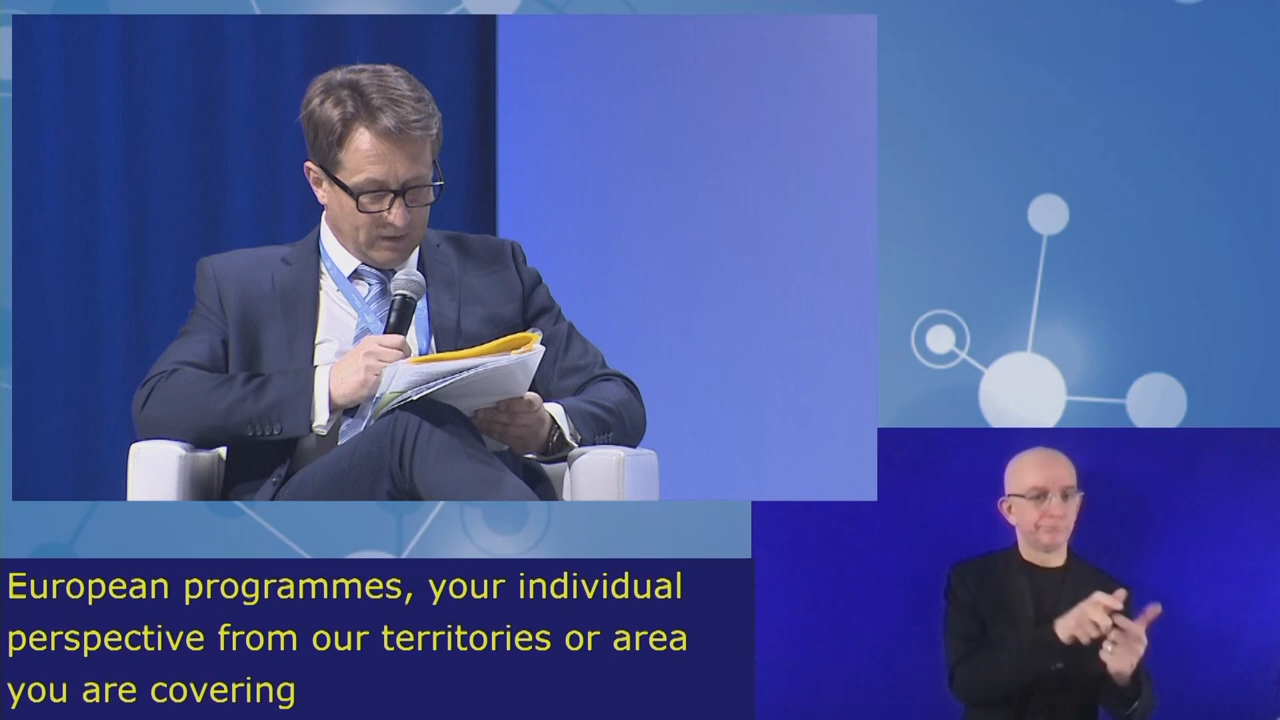 European programmes, your individual
perspective from our territories or area
you are covering